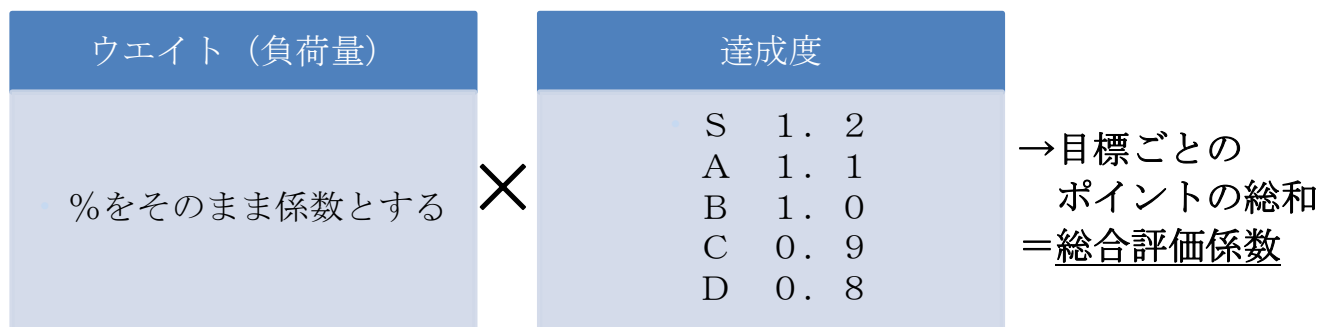 ウエイト（負荷量）
・%をそのまま係数とする
×
達成度
・S　１．２
A　１．１
B　１．０
C　０．９
D　０．８
→目標ごとの
ポイントの総和
＝総合評価係数